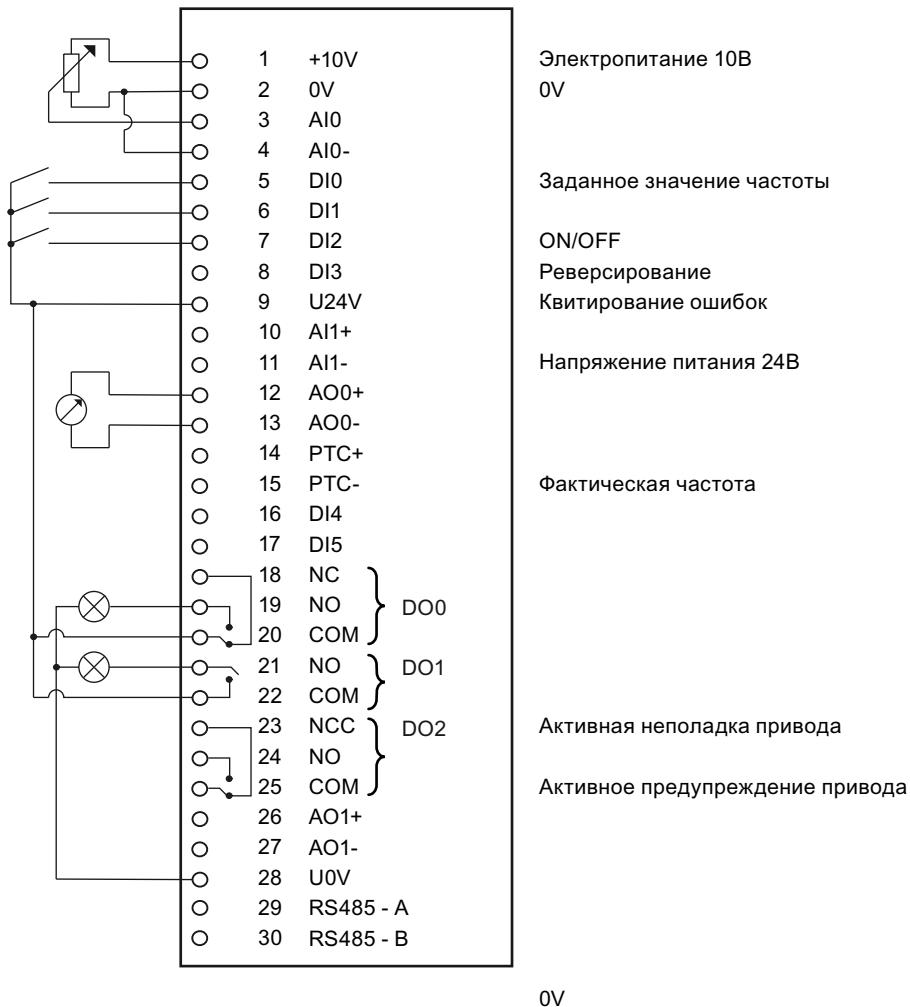 1 +10V Электропитание 10В
2 0V 0V
3 AI0
4 AI0-
5 DI0 Заданное значение частоты
6 DI1
7 DI2 ON/OFF
8 DI3 Реверсирование
9 U24V Квитирование ошибок
10 AI1+
11 AI1- Напряжение питания 24В
12 AO0+
13 AO0-
14 PTC+
15 PTC- Фактическая частота
16 DI4
17 DI5
18 NC
19 NO DO0
20 COM
21 NO DO1
22 COM
23 NCC DO2 Активная неполадка привода
24 NO
25 COM Активное предупреждение привода
26 AO1+
27 AO1-
28 U0V
29 RS485 - A
30 RS485 - B
0V